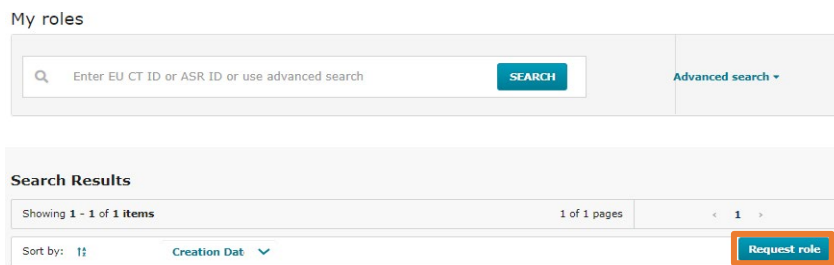 My roles
Enter EU CT ID or ASR ID or use advanced search SEARCH Advanced search
Search Results
Showing 1 - 1 of 1 items 1 of 1 pages < 1 >
Sort by: Creation Dat Request role